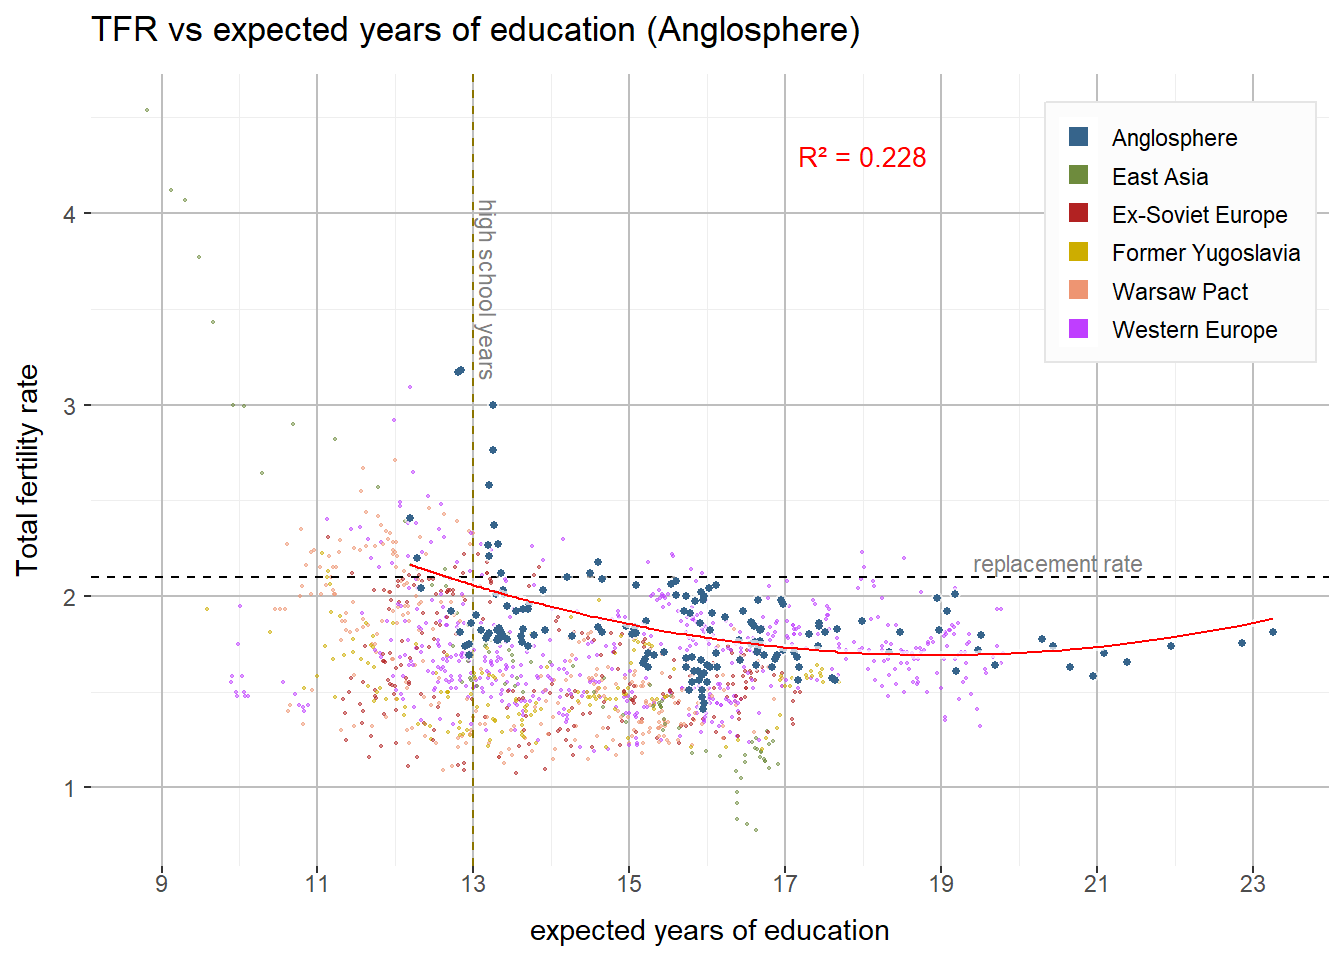 TFR vs expected years of education (Anglosphere)
R² = 0.228
Anglosphere
East Asia
Ex-Soviet Europe
Former Yugoslavia
Warsaw Pact
Western Europe
high school years
replacement rate
Total fertility rate
4
3
2
1
9 11 13 15 17 19 21 23
expected years of education